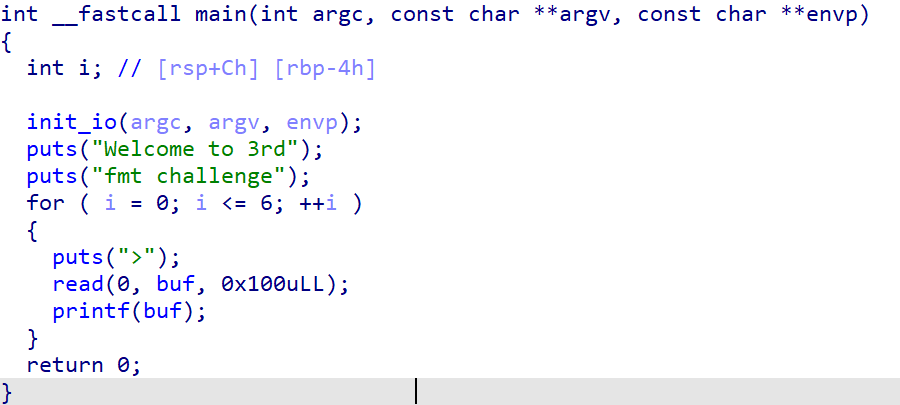 int __fastcall main(int argc, const char **argv, const char **envp)
{
  int i; // [rsp+Ch] [rbp-4h]

  init_io(argc, argv, envp);
  puts("Welcome to 3rd");
  puts("fmt challenge");
  for ( i = 0; i <= 6; ++i )
  {
    puts(">");
    read(0, buf, 0x100uLL);
    printf(buf);
  }
  return 0;
}